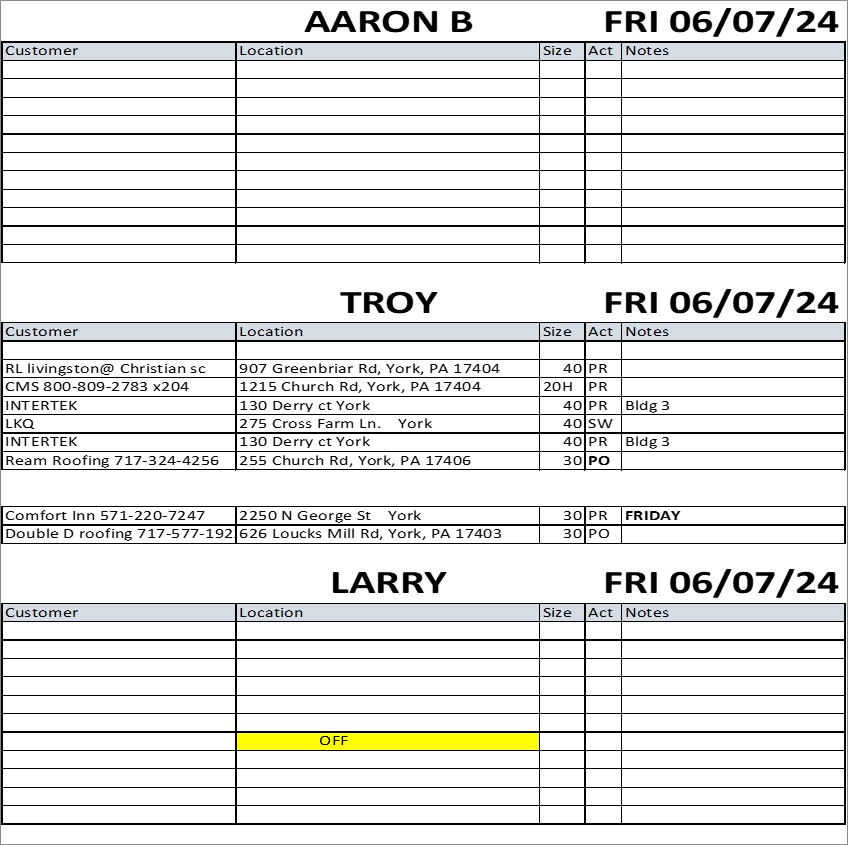 AARON B FRI 06/07/24
Customer Location Size Act Notes
TROY FRI 06/07/24
Customer Location Size Act Notes
RL livingston@ Christian sc 907 Greenbriar Rd, York, PA 17404 40 PR
CMS 800-809-2783 x204 1215 Church Rd, York, PA 17404 20H PR
INTERTEK 130 Derry ct York 40 PR Bldg 3
LKQ 275 Cross Farm Ln. York 40 SW
INTERTEK 130 Derry ct York 40 PR Bldg 3
Ream Roofing 717-324-4256 255 Church Rd, York, PA 17406 30 PO
Comfort Inn 571-220-7247 2250 N George St York 30 PR FRIDAY
Double D roofing 717-577-192 626 Loucks Mill Rd, York, PA 17403 30 PO
LARRY FRI 06/07/24
Customer Location Size Act Notes
OFF